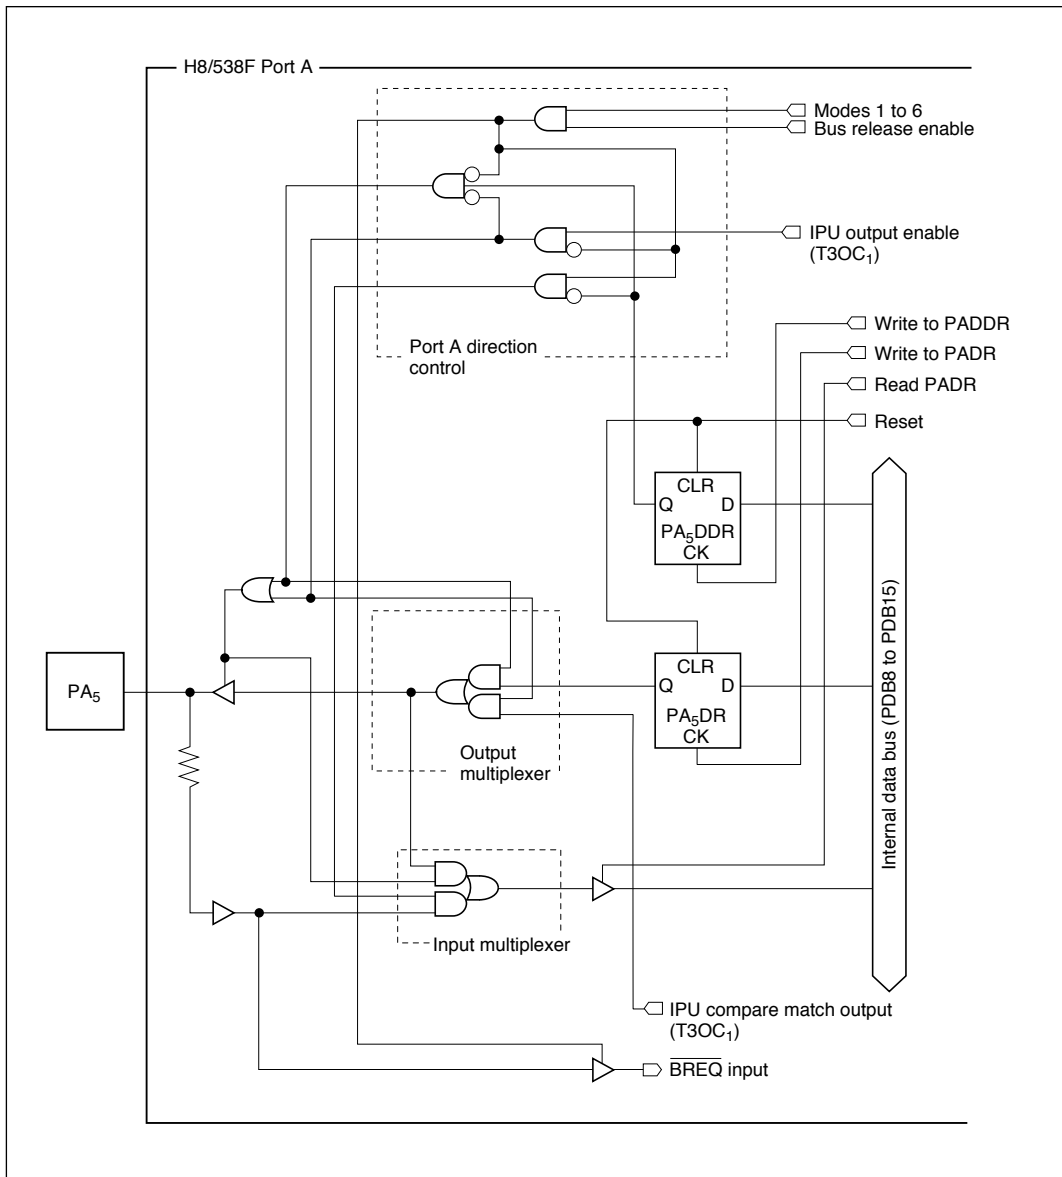 H8/538F Port A
Modes 1 to 6
Bus release enable
IPU output enable
(T3OC₁)
Port A direction
control
Write to PADDR
Write to PADR
Read PADR
Reset
CLR
Q D
PA₅DDR
CK
CLR
Q D
PA₅DR
CK
PA₅
Output
multiplexer
Input multiplexer
Internal data bus (PDB8 to PDB15)
IPU compare match output
(T3OC₁)
B̅R̅E̅Q̅ input